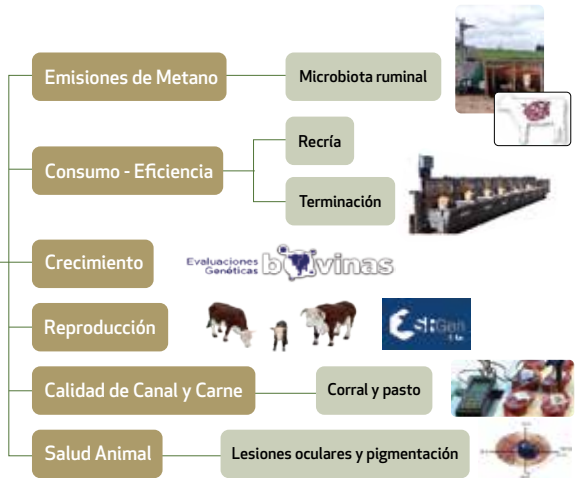 Emisiones de Metano
Microbiota ruminal
Consumo - Eficiencia
Recría
Terminación
Crecimiento
Evaluaciones
Genéticas
bovinas
Reproducción
Calidad de Canal y Carne
Corral y pasto
Salud Animal
Lesiones oculares y pigmentación